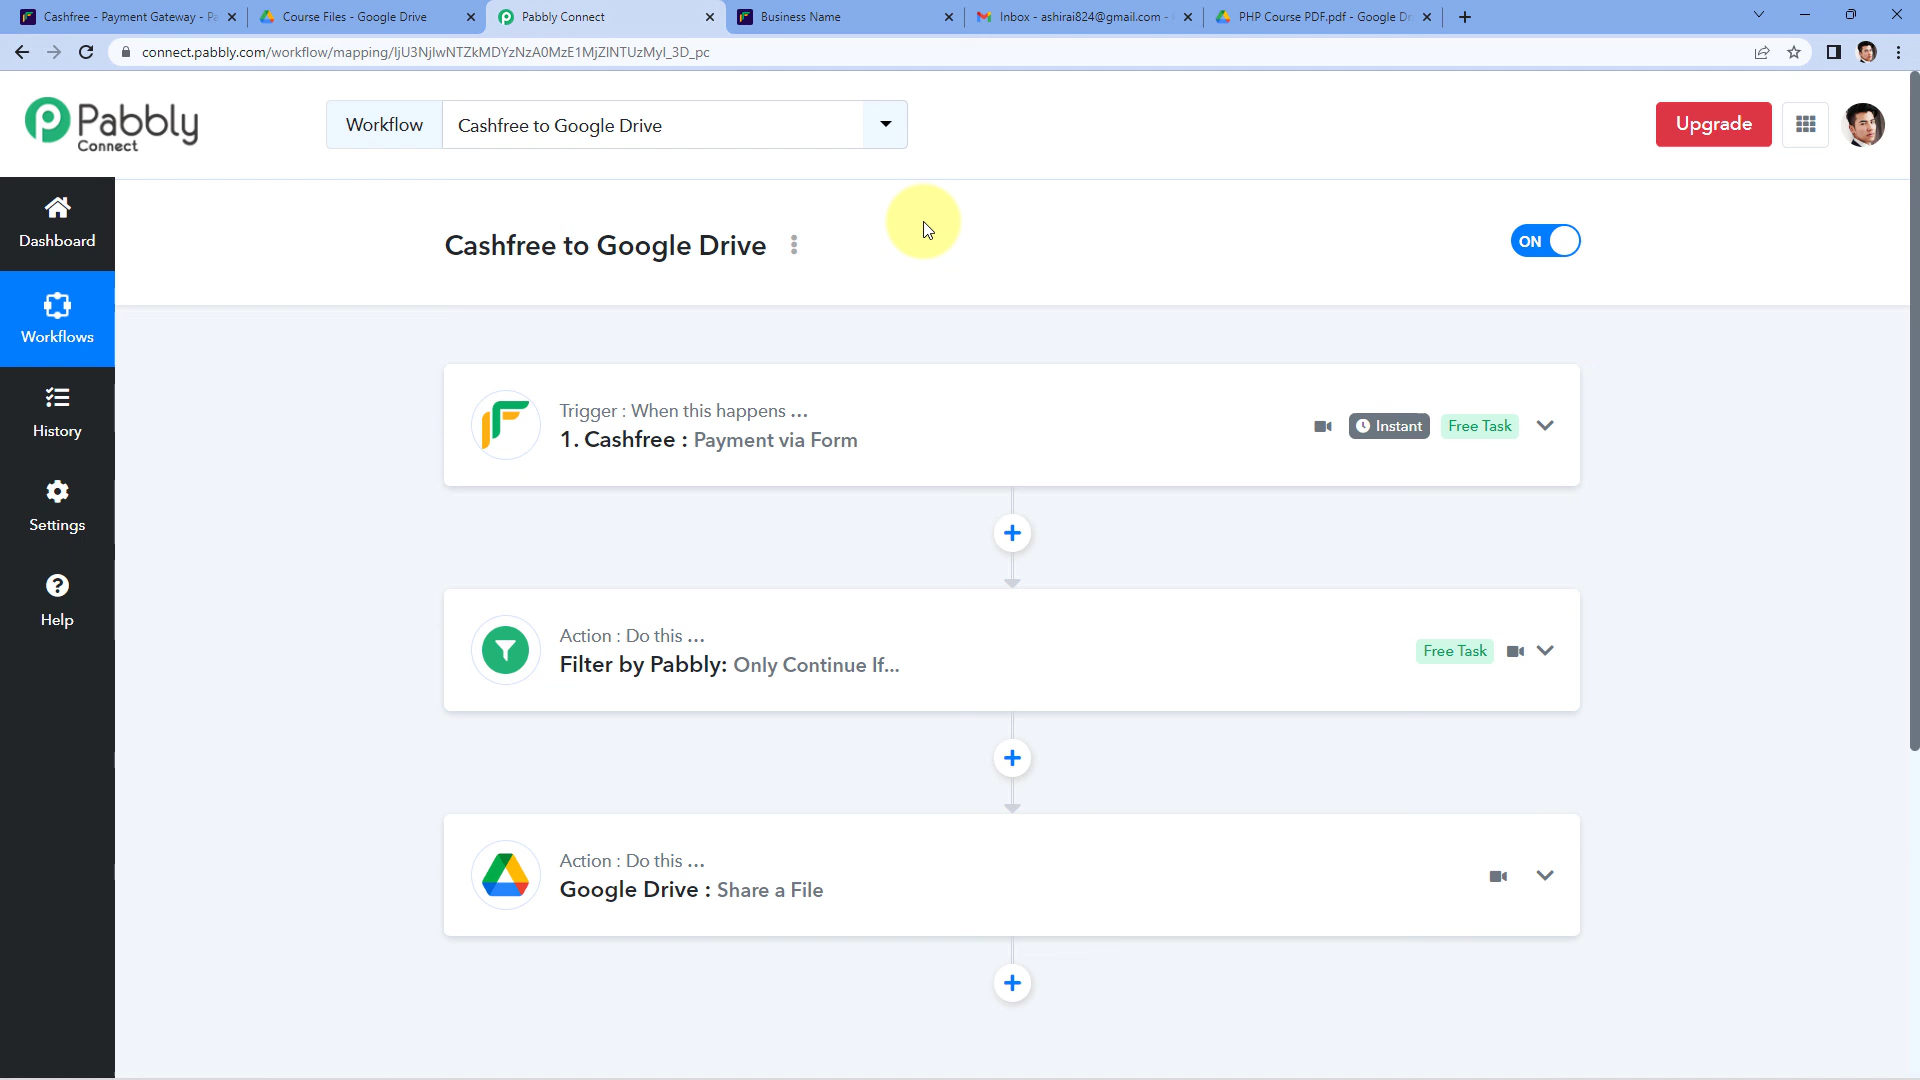 Cashfree - Payment Gateway - Pa
Course Files - Google Drive
Pabbly Connect
Business Name
Inbox - ashirai824@gmail.com -
PHP Course PDF.pdf - Google Dr
connect.pabbly.com/workflow/mapping/IjU3NjIwNTZkMDYzNzA0MzE1MjZINTUzMyI_3D_pc
Pabbly
Connect
Workflow
Cashfree to Google Drive
Upgrade
Dashboard
Workflows
History
Settings
Help
Cashfree to Google Drive
ON
Trigger : When this happens ...
1. Cashfree : Payment via Form
Instant
Free Task
Action : Do this ...
Filter by Pabbly: Only Continue If...
Free Task
Action : Do this ...
Google Drive : Share a File